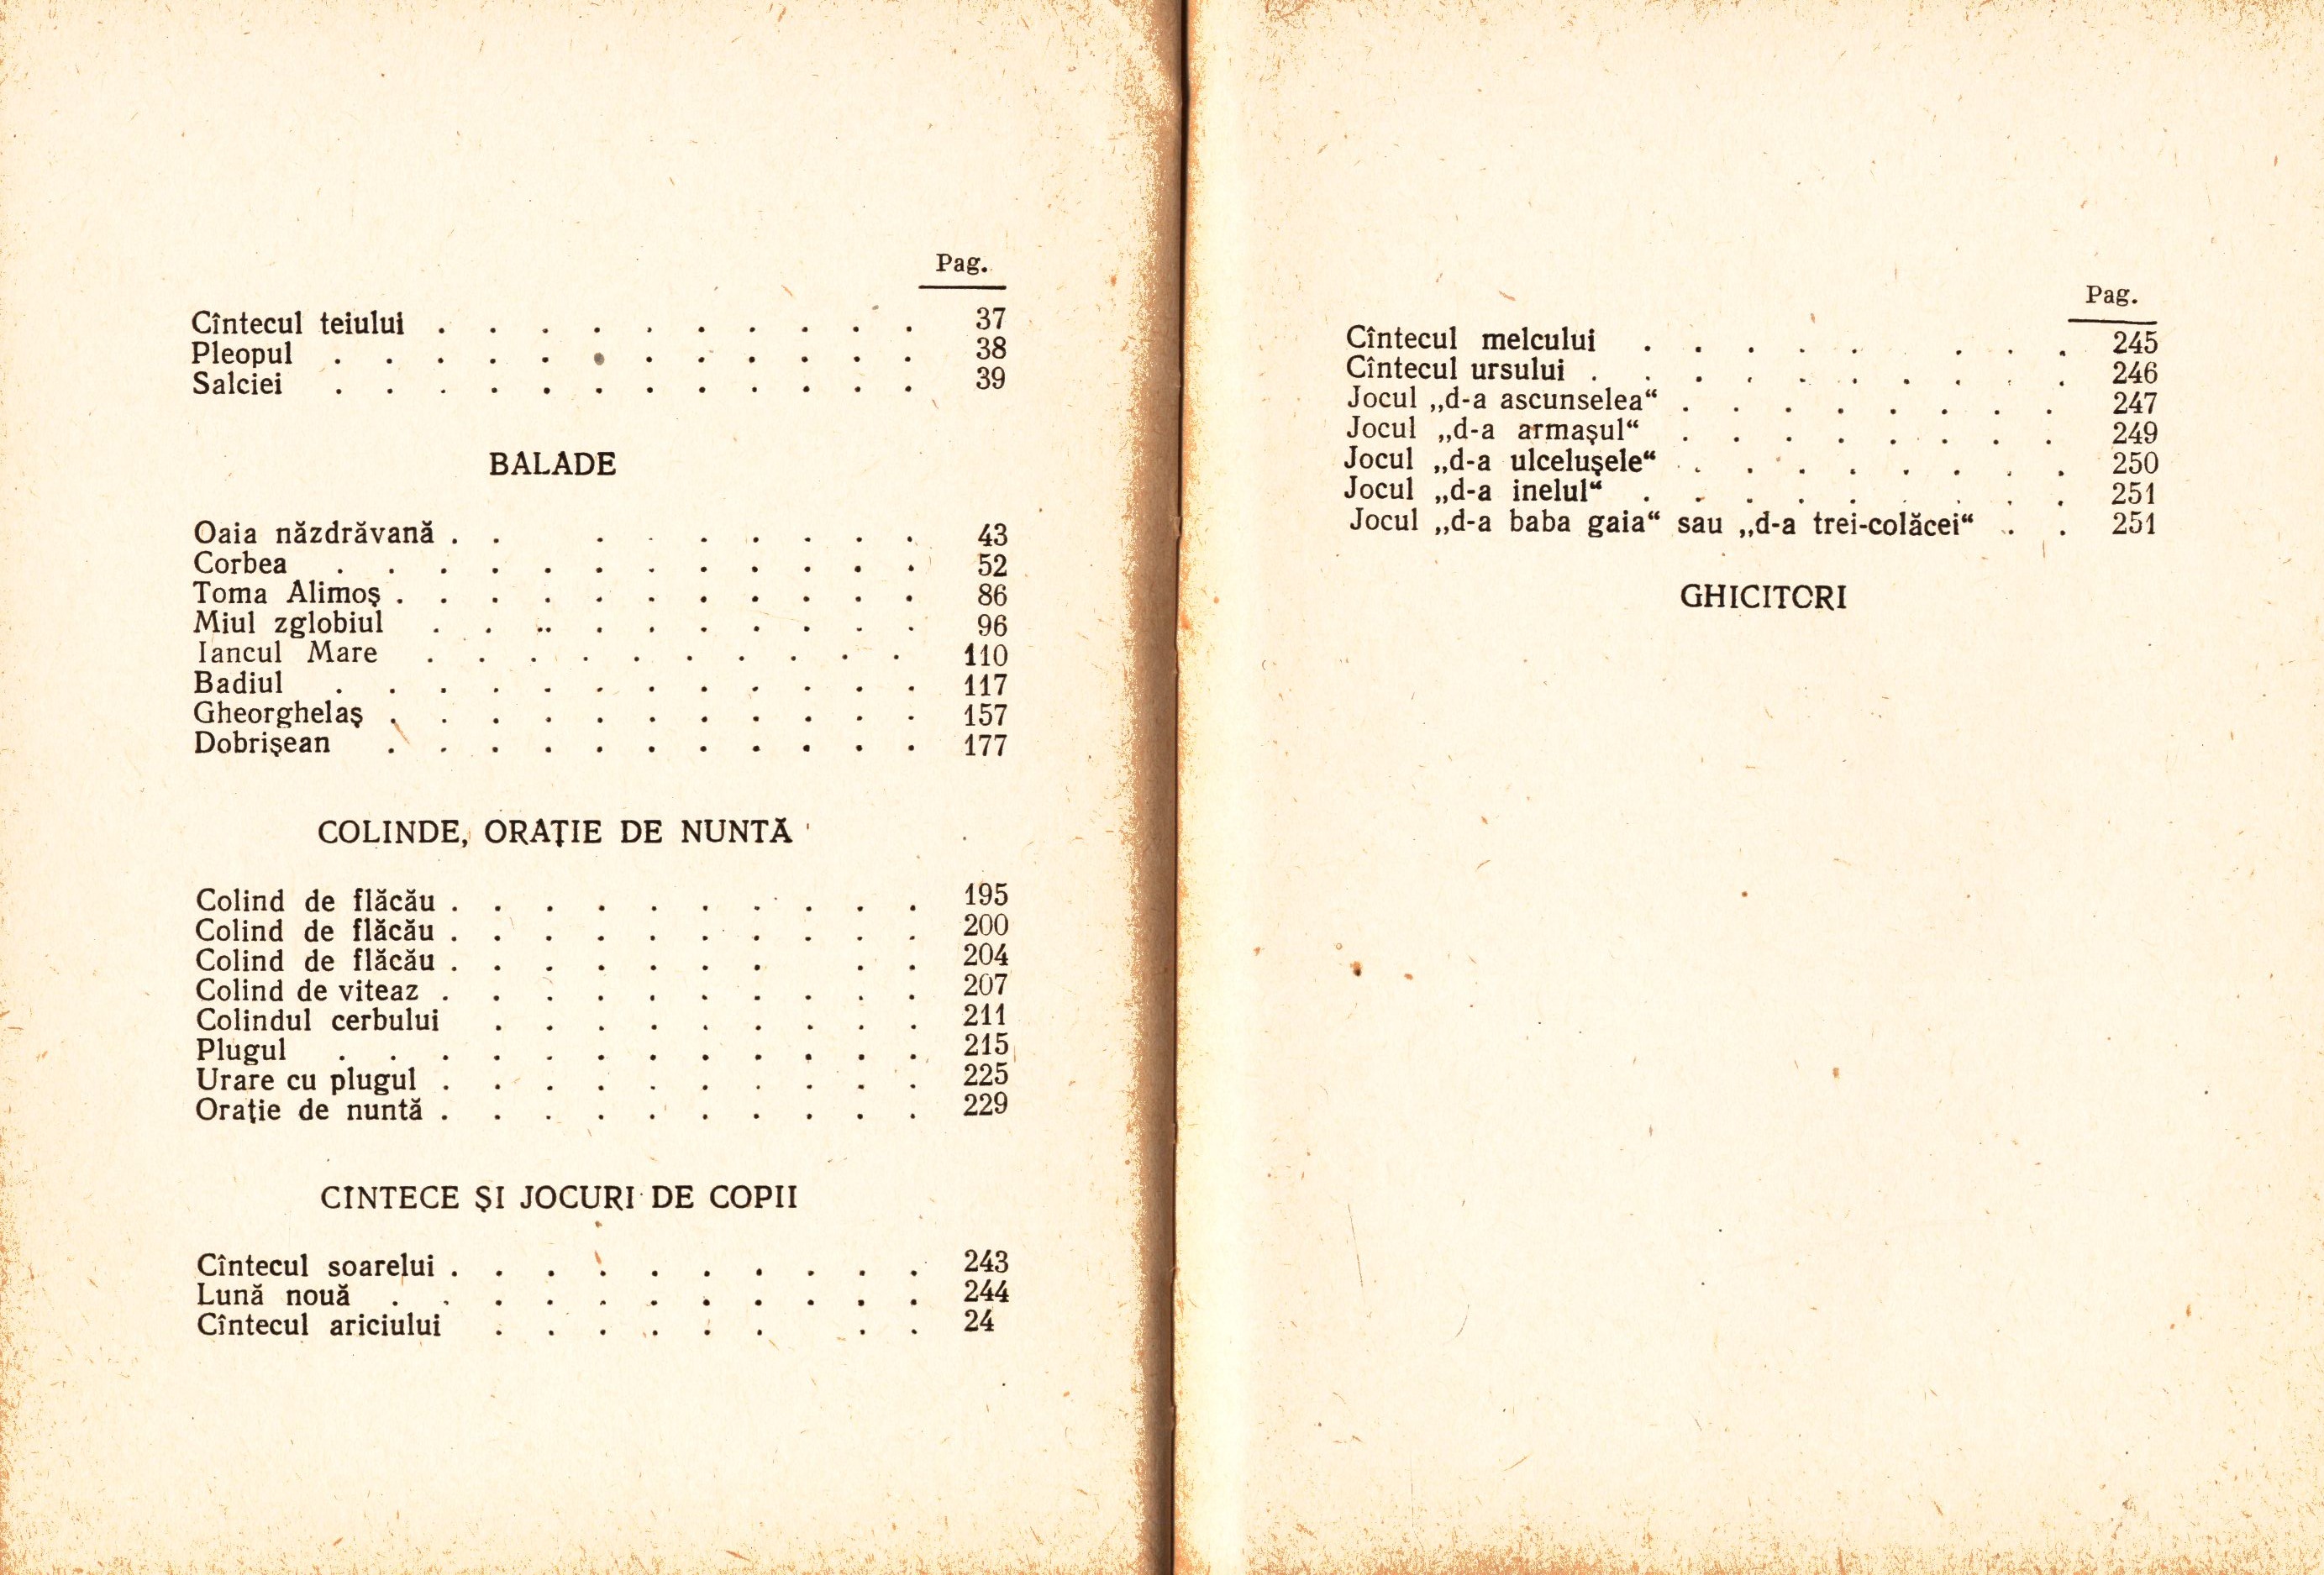 Pag.
Cîntecul teiului . . . . . . . . . . 37
Pleopul . . . . . . . . . . . . 38
Salciei . . . . . . . . . . . . 39
BALADE
Oaia năzdrăvană . . . . . . . . . 43
Corbea . . . . . . . . . . . . 52
Toma Alimoş . . . . . . . . . . . 86
Miul zglobiul . . . . . . . . . . 96
Iancul Mare . . . . . . . . . . 110
Badiul . . . . . . . . . . . . 117
Gheorghelaş . . . . . . . . . . . 157
Dobrişean . . . . . . . . . . . 177
COLINDE, ORAŢIE DE NUNTĂ
Colind de flăcău . . . . . . . . . . 195
Colind de flăcău . . . . . . . . . . 200
Colind de flăcău . . . . . . . . . 204
Colind de viteaz . . . . . . . . . . 207
Colindul cerbului . . . . . . . . . 211
Plugul . . . . . . . . . . . . 215
Urare cu plugul . . . . . . . . . . 225
Oraţie de nuntă . . . . . . . . . . 229
CÎNTECE ŞI JOCURI DE COPII
Cîntecul soarelui . . . . . . . . . . 243
Lună nouă . . . . . . . . . . . 244
Cîntecul ariciului . . . . . . . . 24
Pag.
Cîntecul melcului . . . . . . . . 245
Cîntecul ursului . . . . . . . . . . 246
Jocul „d-a ascunselea“ . . . . . . . . 247
Jocul „d-a armaşul“ . . . . . . . . 249
Jocul „d-a ulceluşele“ . . . . . . . . 250
Jocul „d-a inelul“ . . . . . . . . . 251
Jocul „d-a baba gaia“ sau „d-a trei-colăcei“ . . 251
GHICITORI